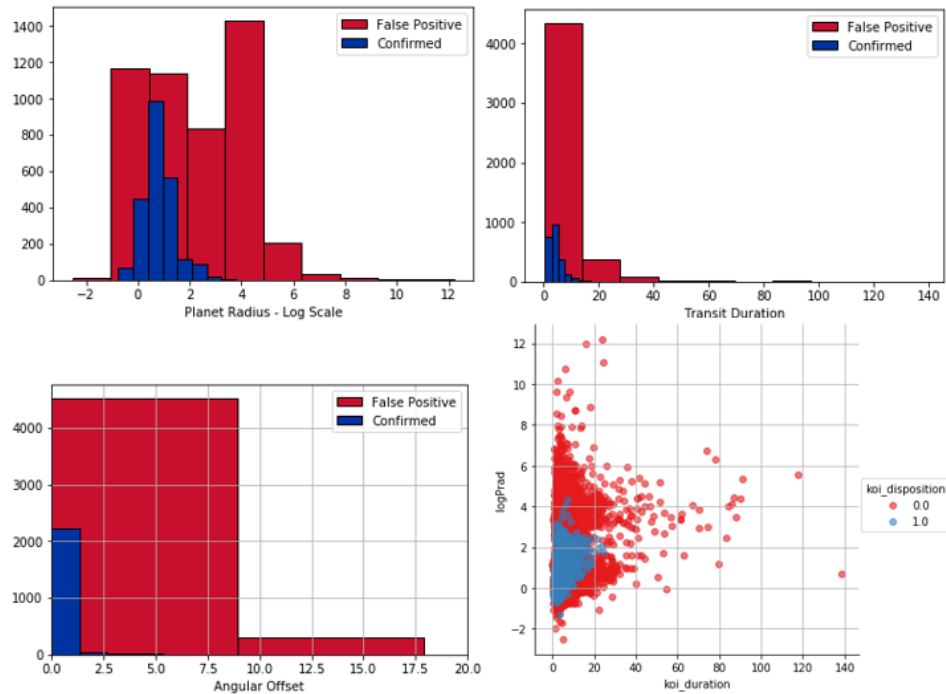 False Positive
Confirmed
1400
1200
1000
800
600
400
200
0
−2 0 2 4 6 8 10 12
Planet Radius - Log Scale
False Positive
Confirmed
4000
3000
2000
1000
0
0 20 40 60 80 100 120 140
Transit Duration
False Positive
Confirmed
4000
3000
2000
1000
0
0.0 2.5 5.0 7.5 10.0 12.5 15.0 17.5 20.0
Angular Offset
12
10
8
6
4
2
0
−2
logPrad
0 20 40 60 80 100 120 140
koi_duration
koi_disposition
0.0
1.0